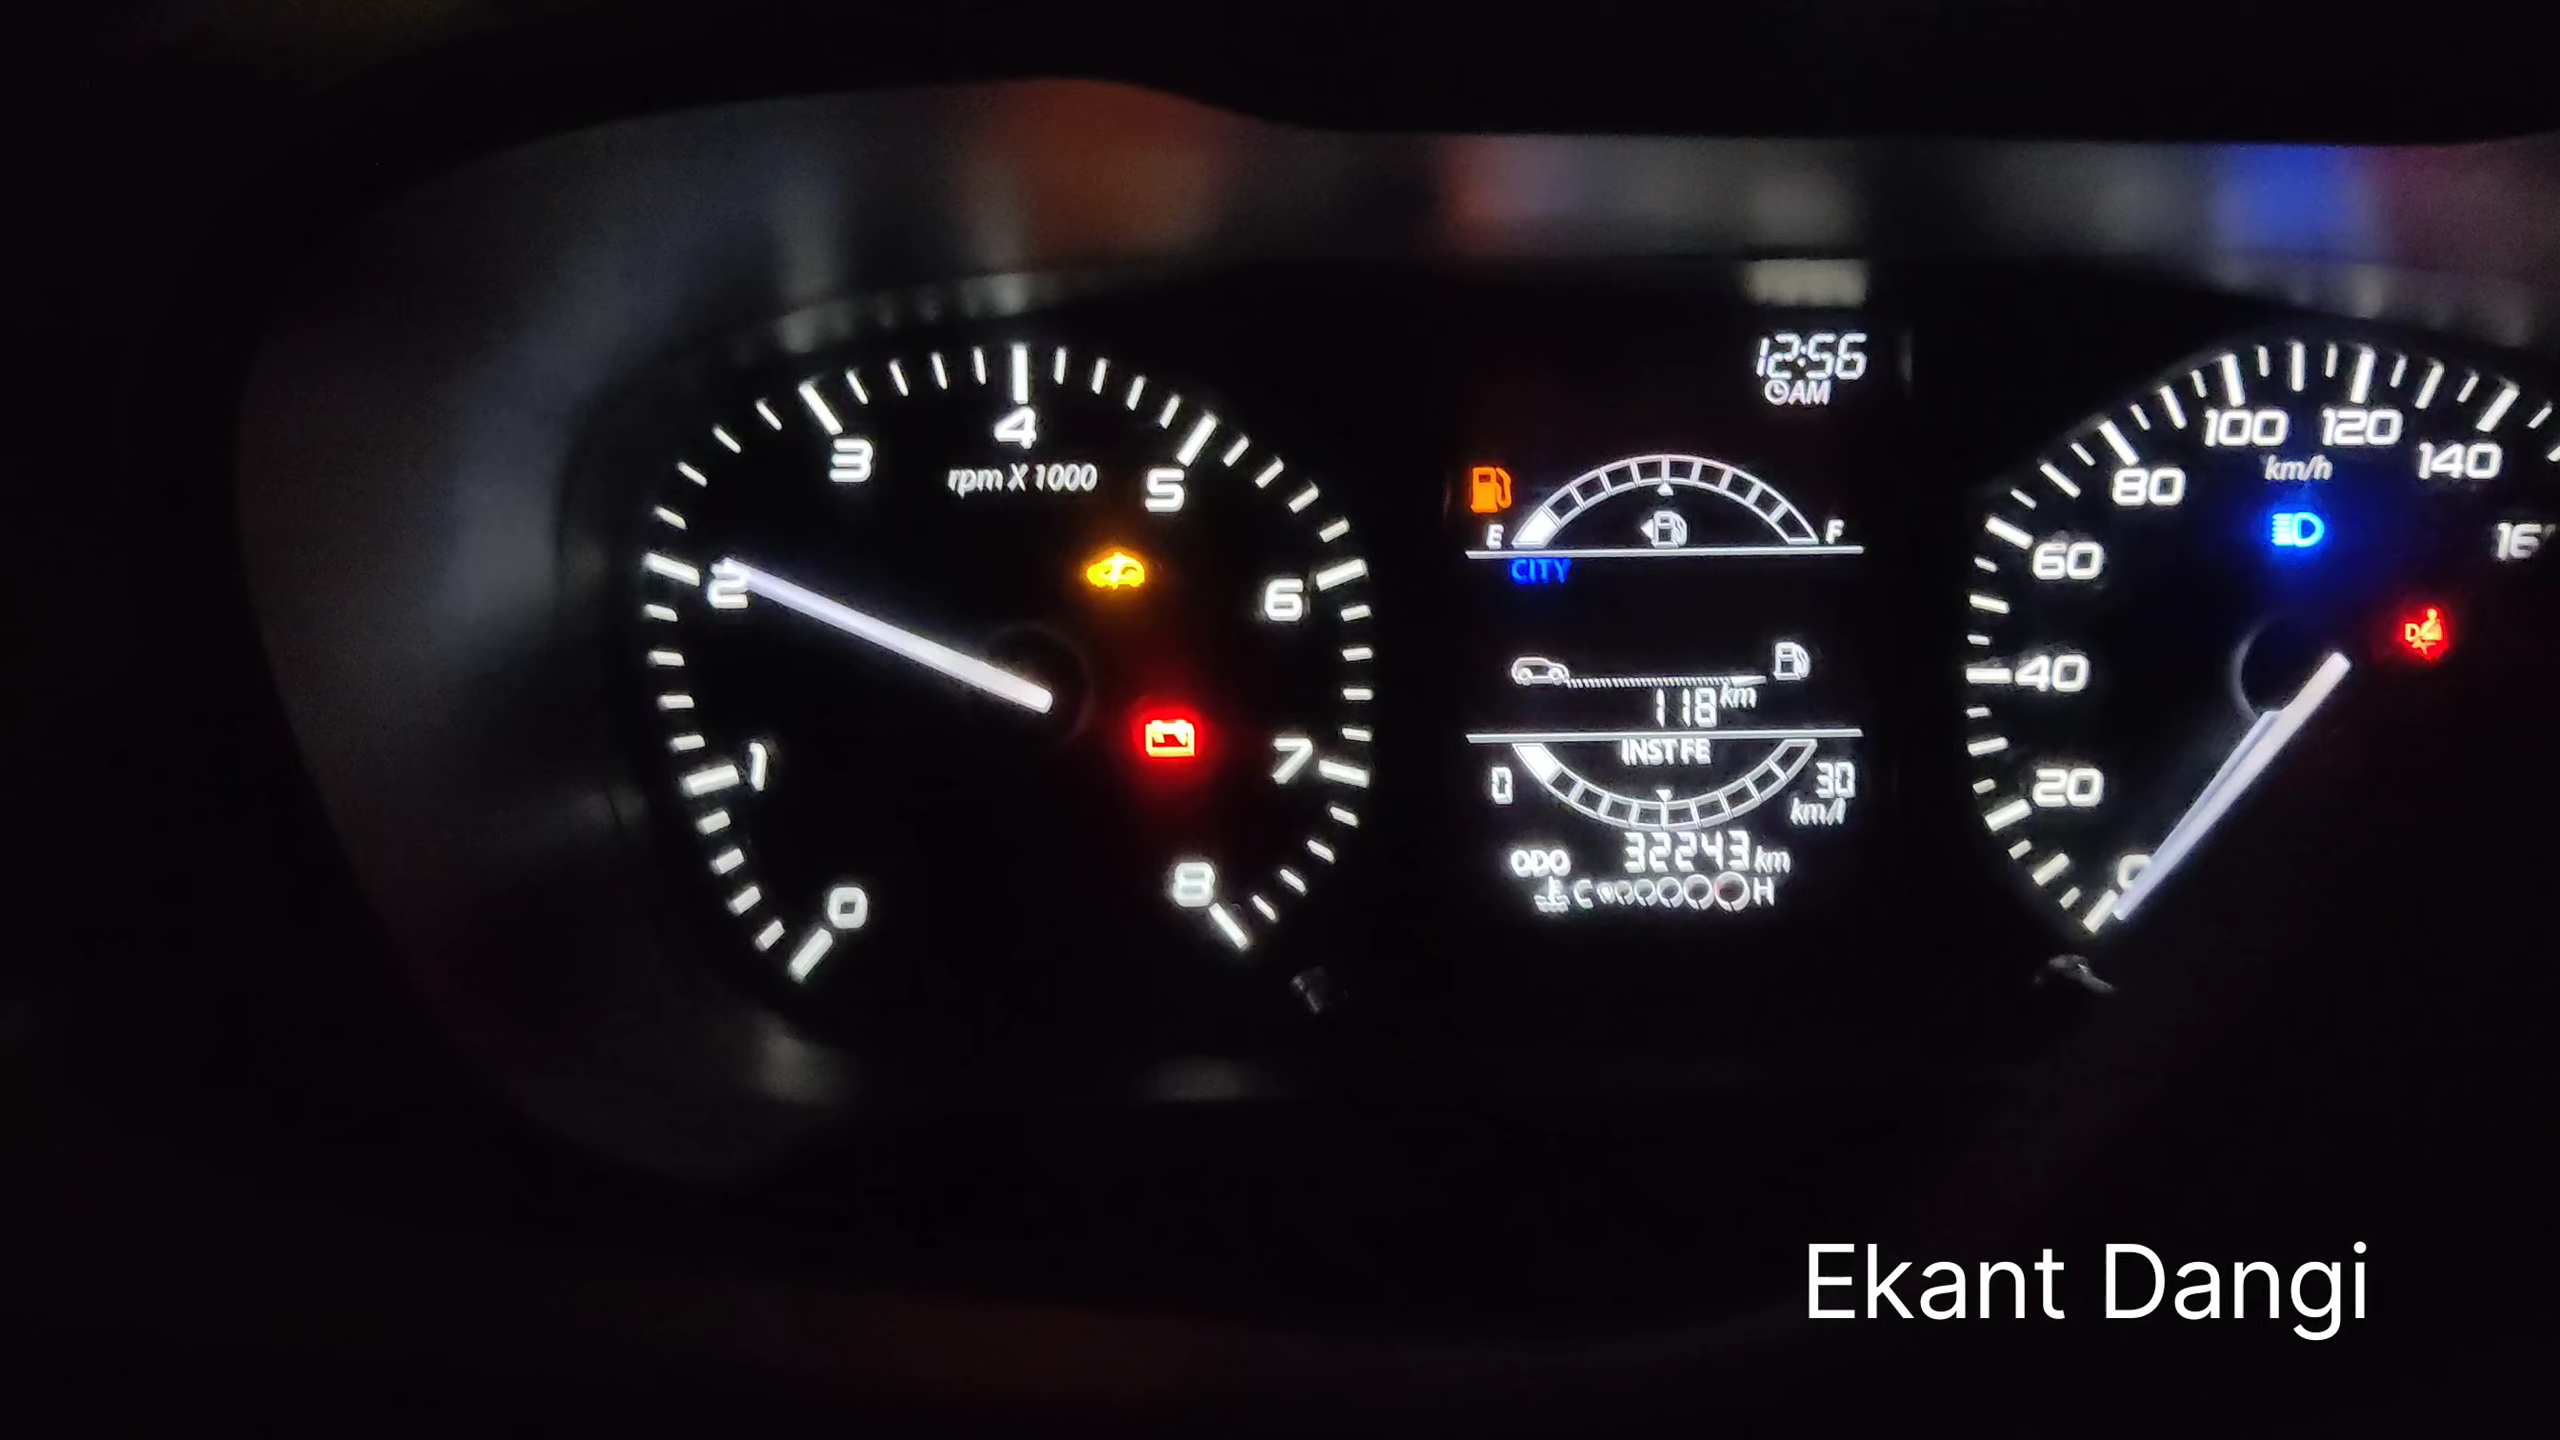 12:56
AM
0 1 2 3 4 5 6 7 8
rpm X 1000
E F
CITY
118 km
INST FE
0 30
km/l
ODO 32243 km
C H
0 20 40 60 80 100 120 140
km/h
D
Ekant Dangi